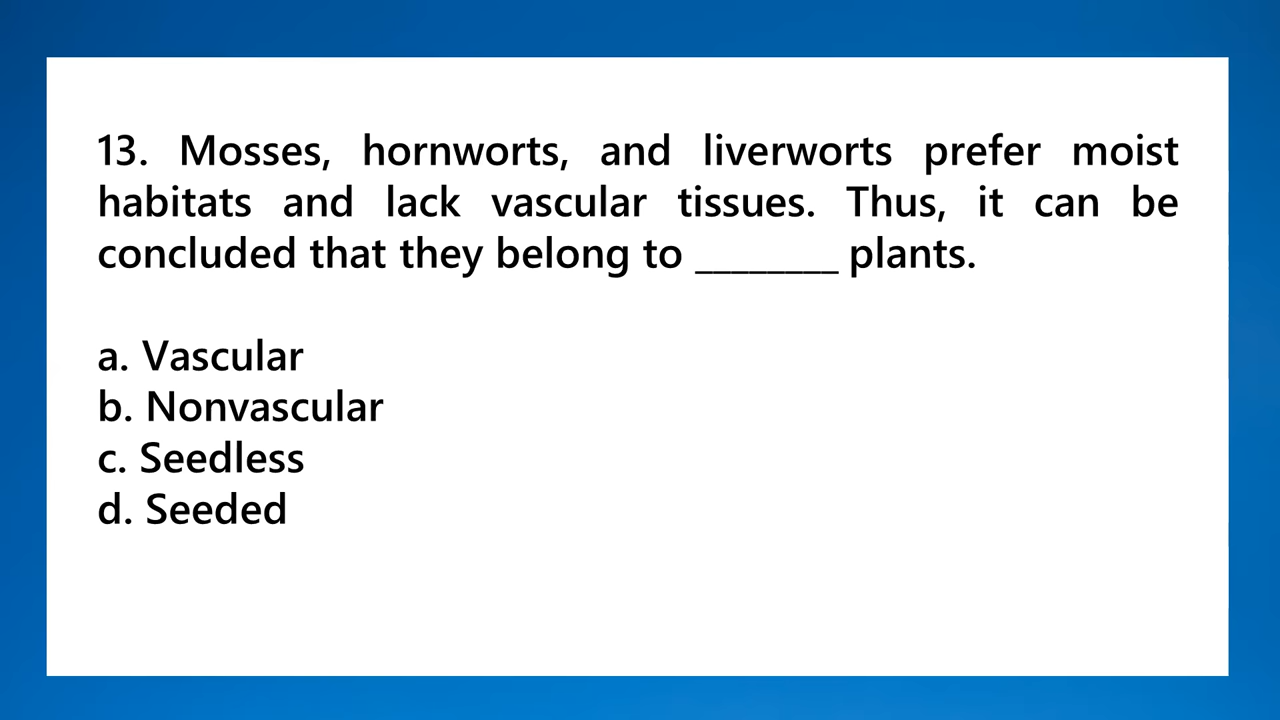 13. Mosses, hornworts, and liverworts prefer moist
habitats and lack vascular tissues. Thus, it can be
concluded that they belong to ________ plants.
a. Vascular
b. Nonvascular
c. Seedless
d. Seeded